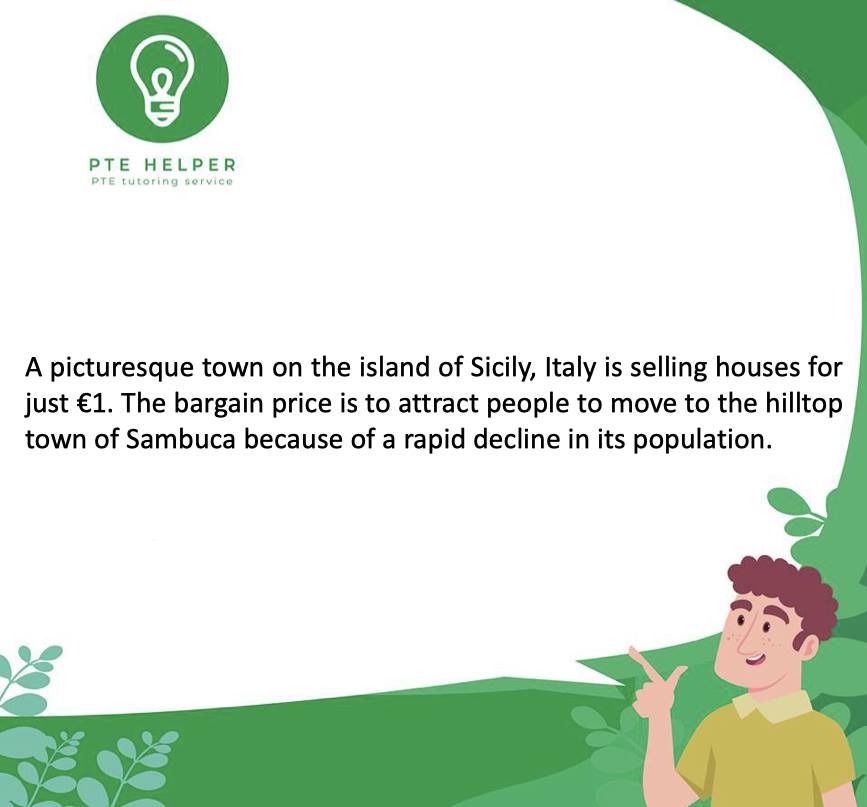 PTE HELPER
PTE tutoring service
A picturesque town on the island of Sicily, Italy is selling houses for
just €1. The bargain price is to attract people to move to the hilltop
town of Sambuca because of a rapid decline in its population.